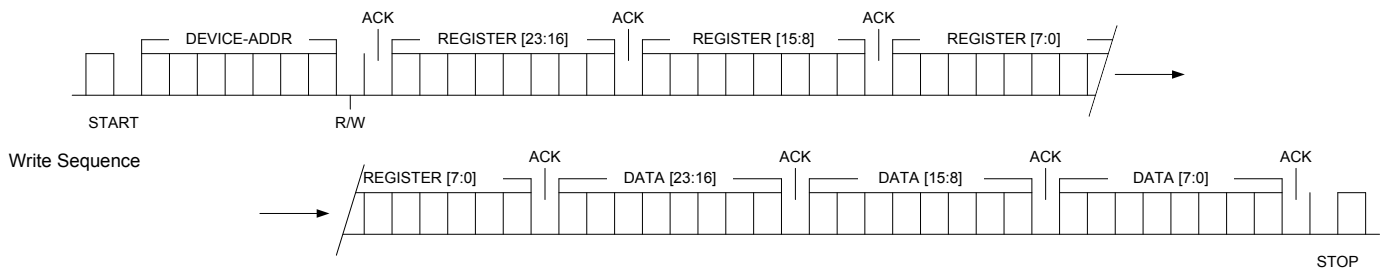 ACK ACK ACK
DEVICE-ADDR REGISTER [23:16] REGISTER [15:8] REGISTER [7:0]
START R/W
Write Sequence
ACK ACK ACK ACK
REGISTER [7:0] DATA [23:16] DATA [15:8] DATA [7:0]
STOP